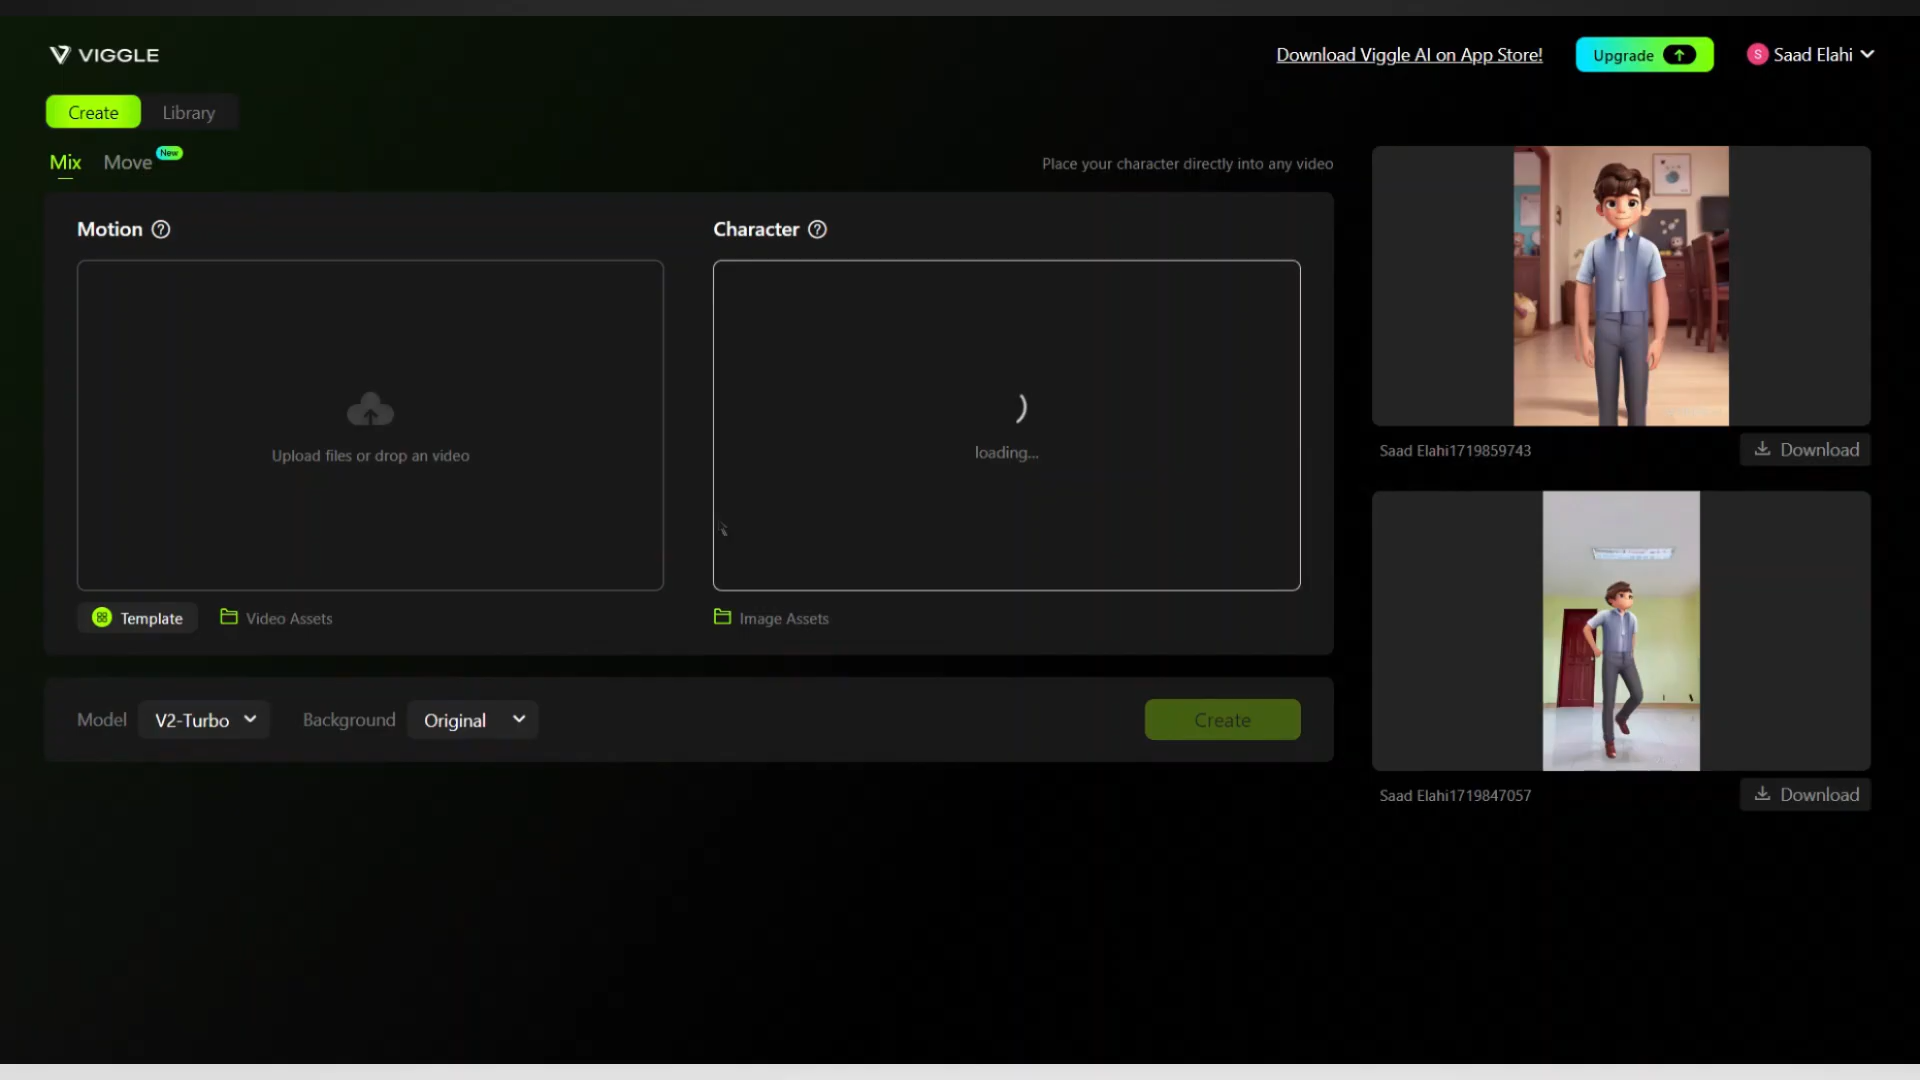 VIGGLE
Download Viggle AI on App Store!
Upgrade
S
Saad Elahi
Create
Library
Mix
Move
New
Place your character directly into any video
Motion
Character
Upload files or drop an video
loading...
Template
Video Assets
Image Assets
Model
V2-Turbo
Background
Original
Create
Saad Elahi1719859743
Download
Saad Elahi1719847057
Download